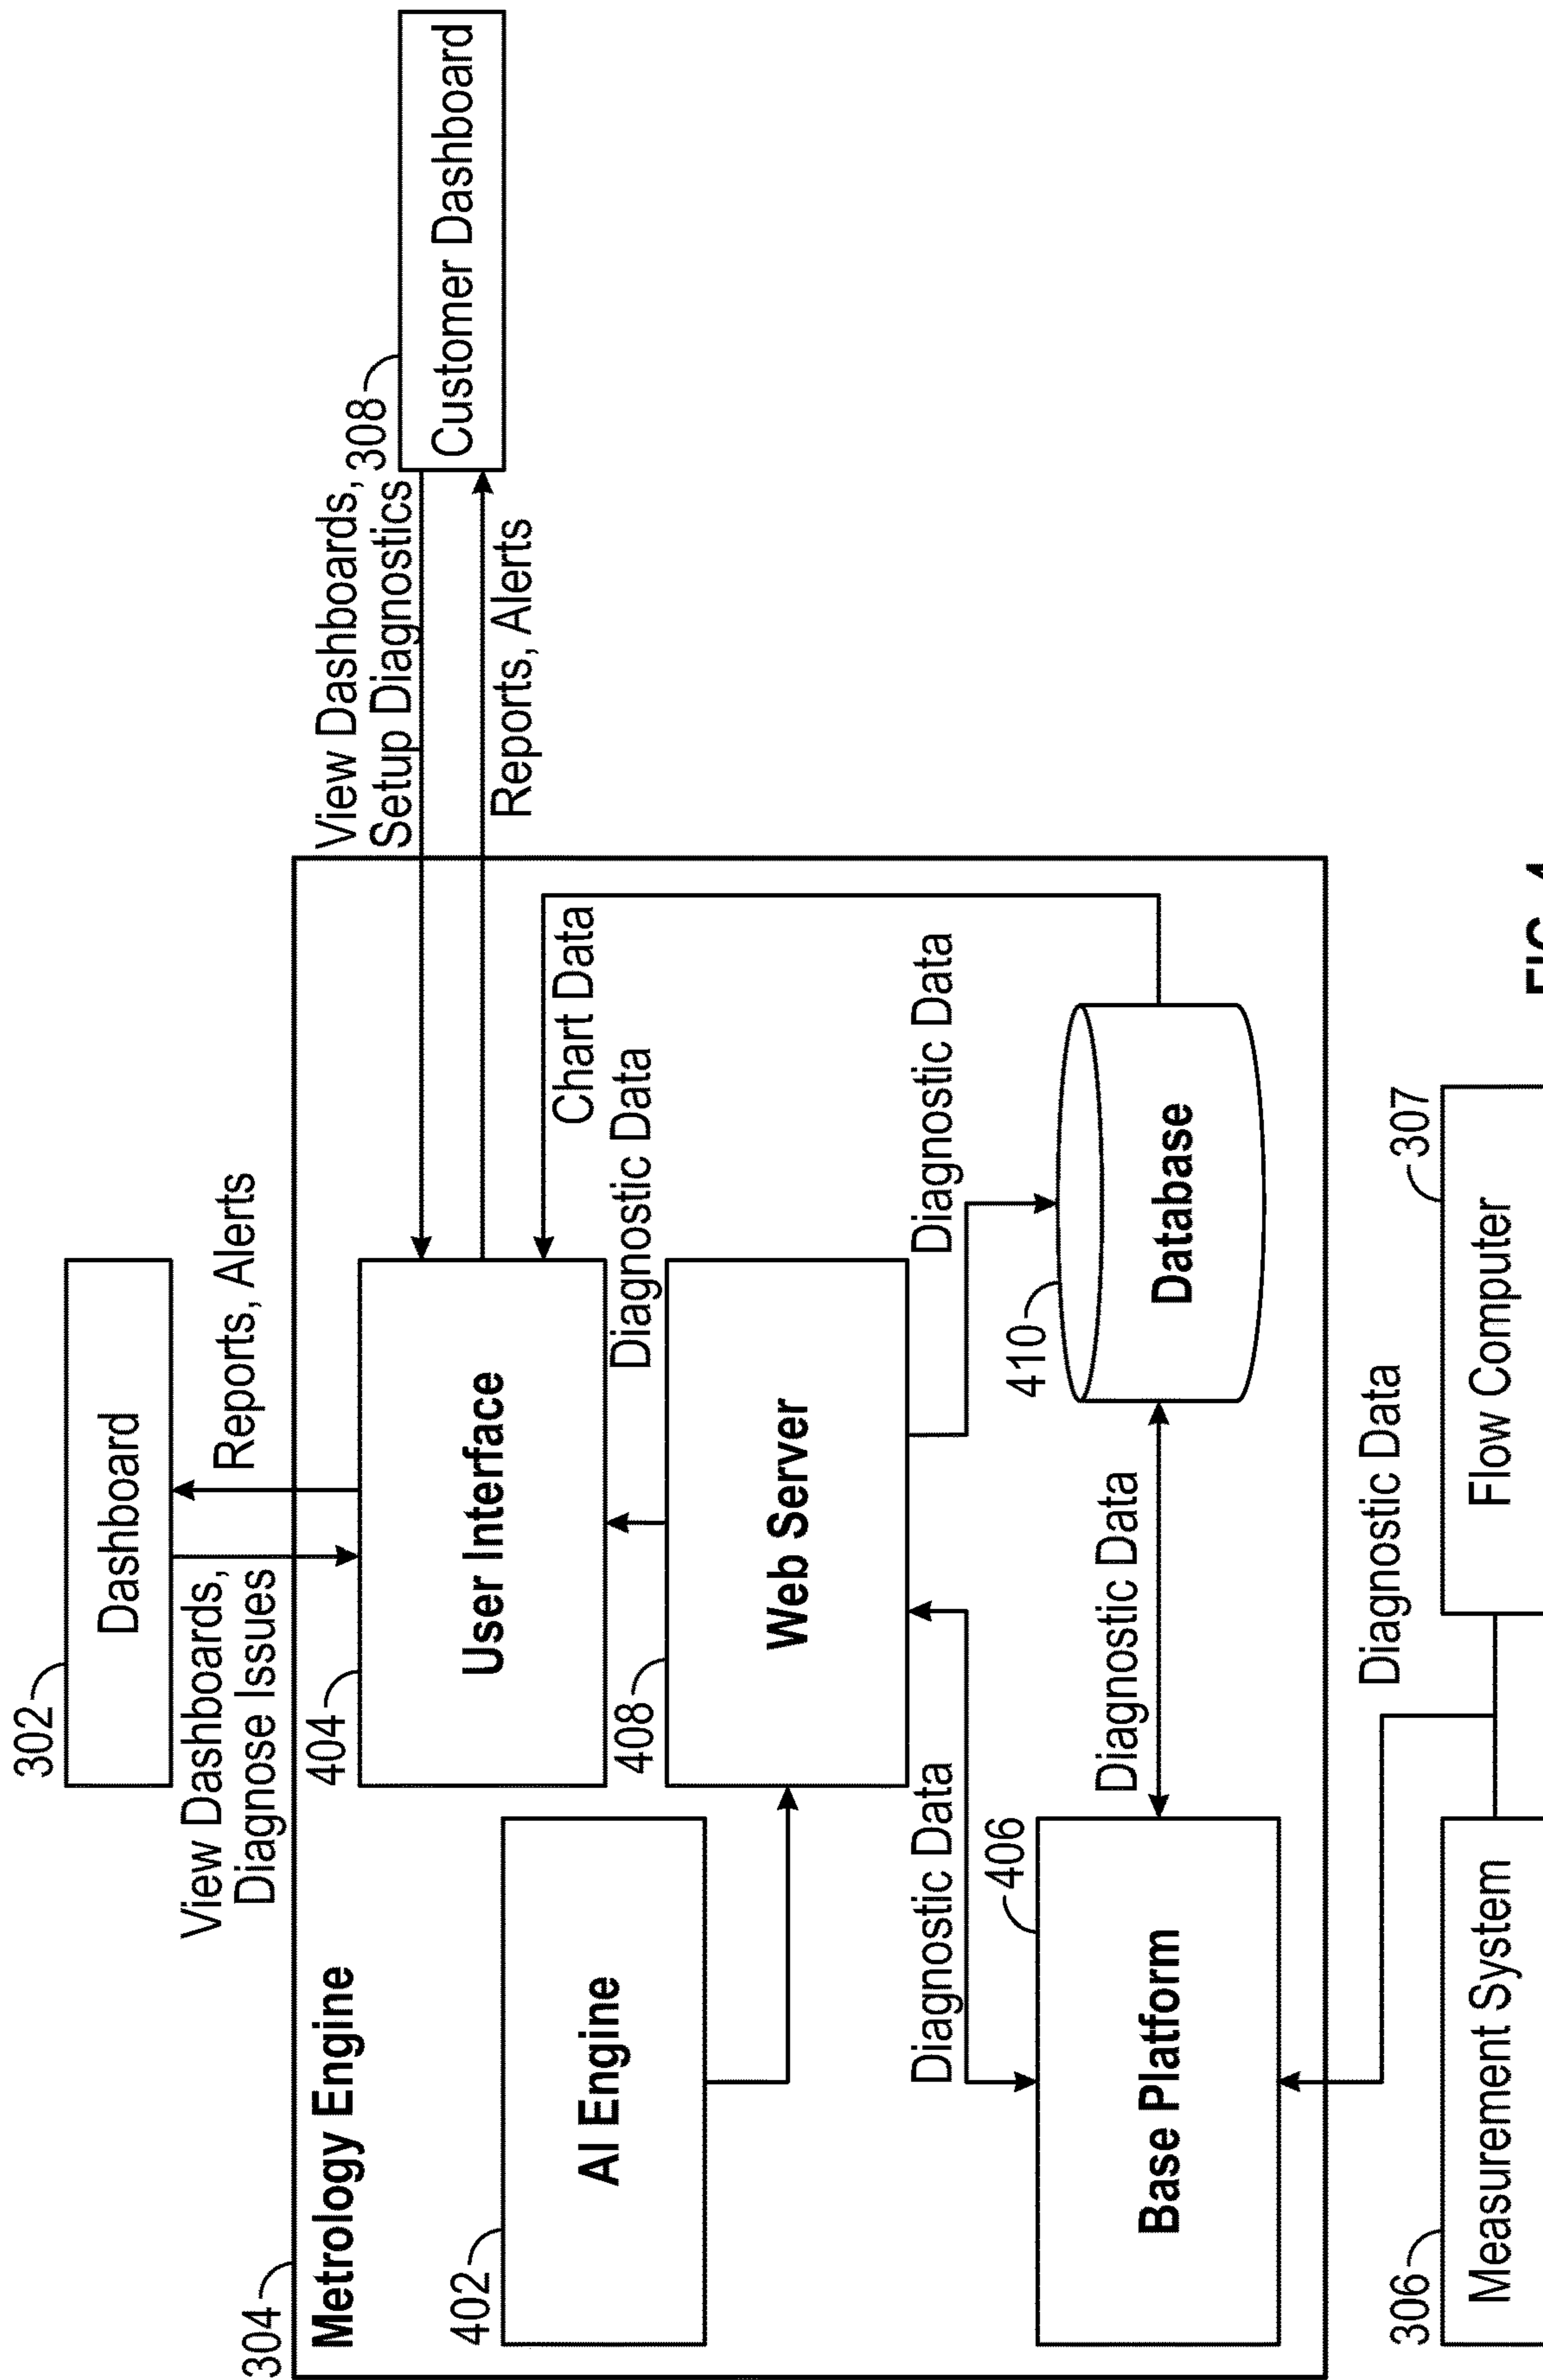 302
Dashboard
View Dashboards,
Diagnose Issues
Reports, Alerts
304
Metrology Engine
404
User Interface
View Dashboards,
Setup Diagnostics
308
Customer Dashboard
Reports, Alerts
402
AI Engine
Chart Data
Diagnostic Data
408
Web Server
Diagnostic Data
Diagnostic Data
406
Base Platform
Diagnostic Data
410
Database
Diagnostic Data
306
Measurement System
307
Flow Computer
FIG. 4